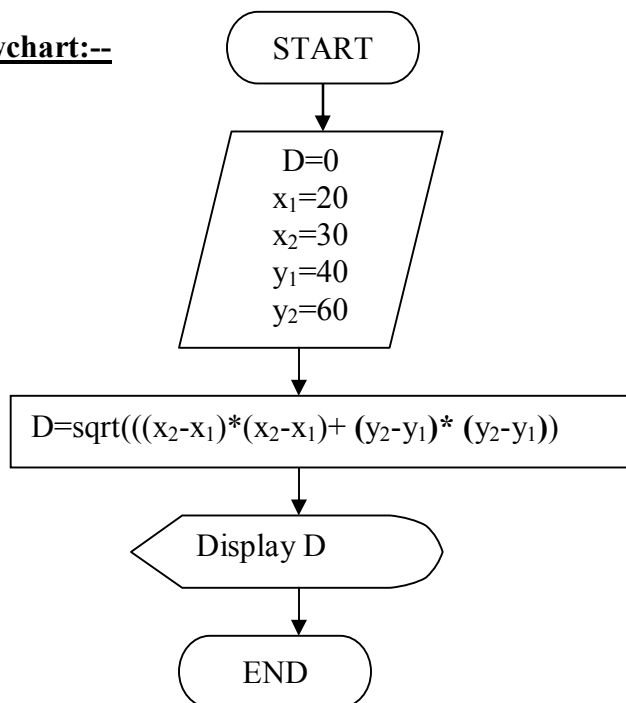 wchart:--
START
D=0
x₁=20
x₂=30
y₁=40
y₂=60
D=sqrt(((x₂-x₁)*(x₂-x₁)+ (y₂-y₁)* (y₂-y₁))
Display D
END